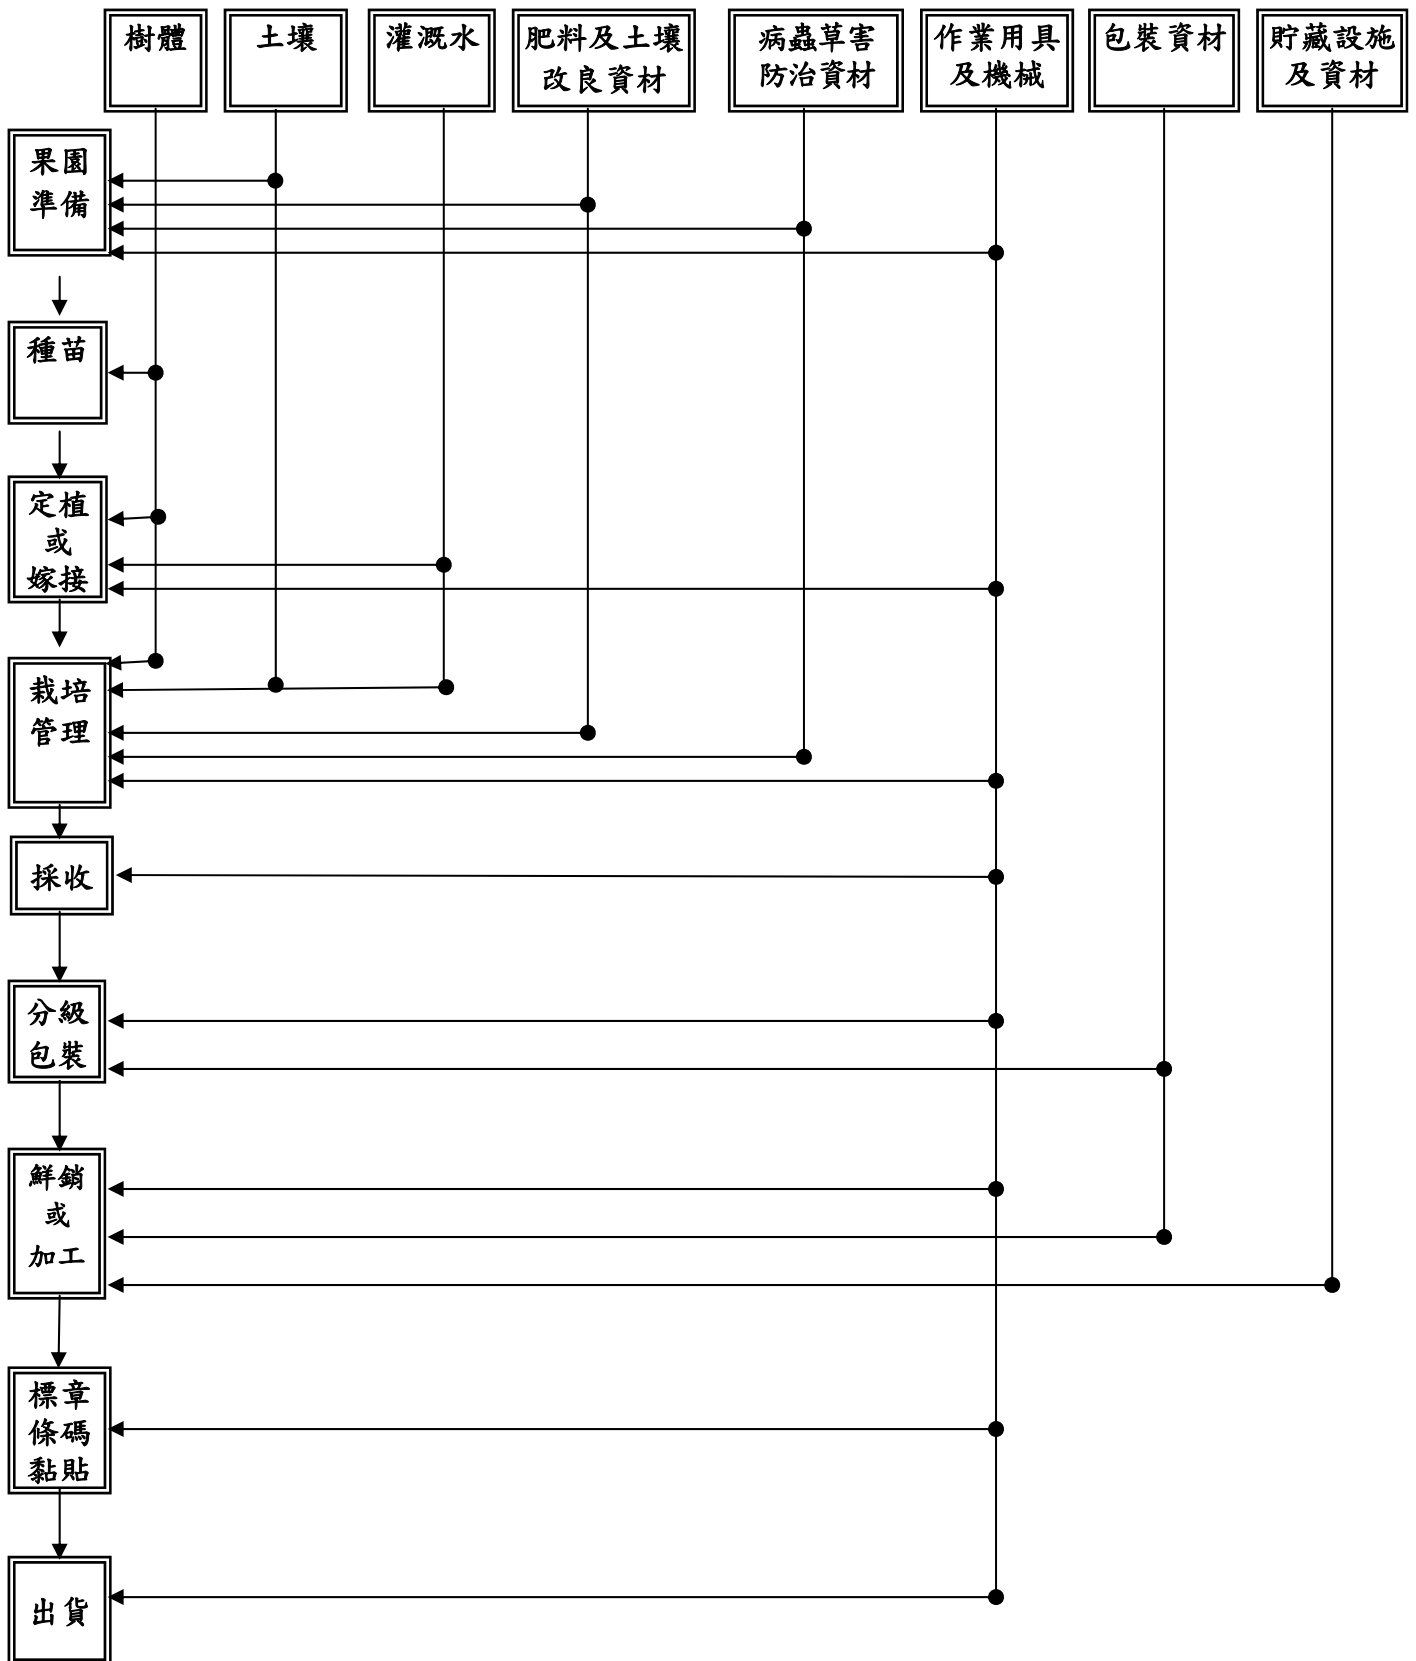 樹體
土壤
灌溉水
肥料及土壤
改良資材
病蟲草害
防治資材
作業用具
及機械
包裝資材
貯藏設施
及資材
果園
準備
種苗
定植
或
嫁接
栽培
管理
採收
分級
包裝
鮮銷
或
加工
標章
條碼
黏貼
出貨